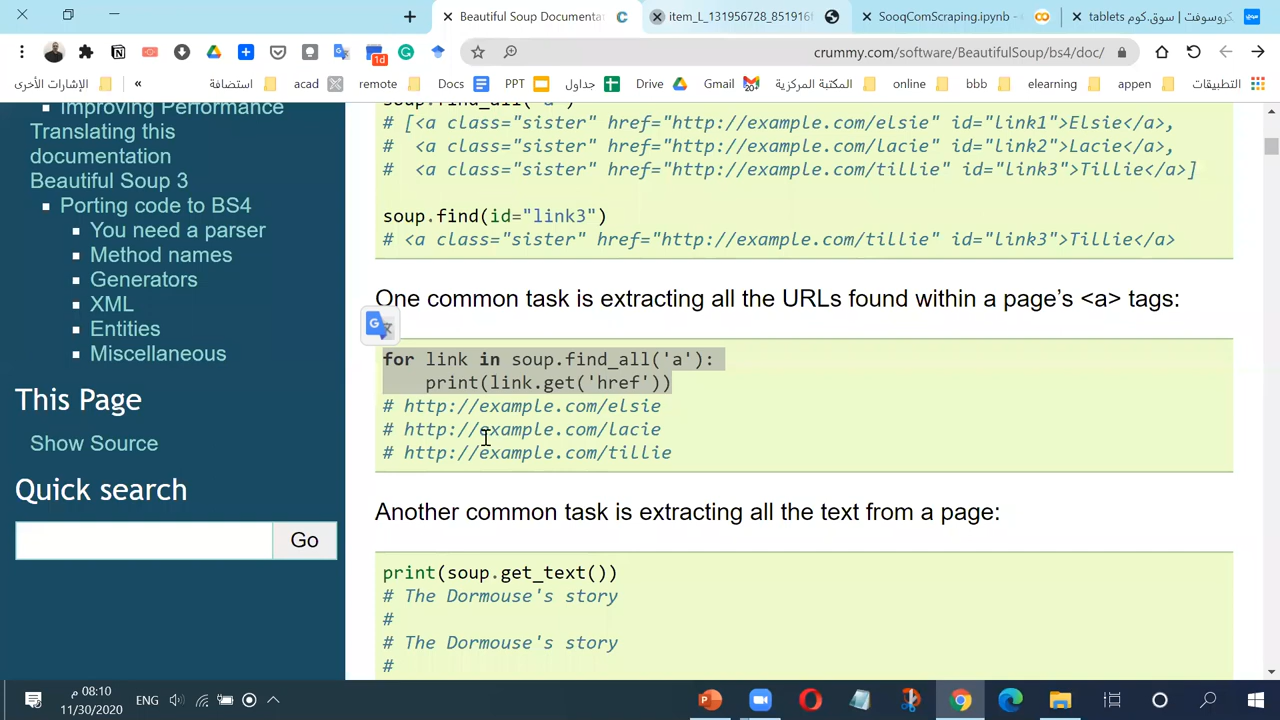 Beautiful Soup Documenta
item_L_131956728_851916
SooqComScraping.ipynb -
كروسوفت | سوق.كوم tablets
crummy.com/software/BeautifulSoup/bs4/doc/
1d
الإشارات الأخرى
«
استضافة
acad
remote
Docs
PPT
جداول
Drive
Gmail
المكتبة المركزية
online
bbb
elearning
appen
التطبيقات
Improving Performance
Translating this
documentation
Beautiful Soup 3
Porting code to BS4
You need a parser
Method names
Generators
XML
Entities
Miscellaneous
This Page
Show Source
Quick search
Go
soup.find_all('a')
# [<a class="sister" href="http://example.com/elsie" id="link1">Elsie</a>,
#  <a class="sister" href="http://example.com/lacie" id="link2">Lacie</a>,
#  <a class="sister" href="http://example.com/tillie" id="link3">Tillie</a>]
soup.find(id="link3")
# <a class="sister" href="http://example.com/tillie" id="link3">Tillie</a>
One common task is extracting all the URLs found within a page’s <a> tags:
for link in soup.find_all('a'):
    print(link.get('href'))
# http://example.com/elsie
# http://example.com/lacie
# http://example.com/tillie
Another common task is extracting all the text from a page:
print(soup.get_text())
# The Dormouse's story
#
# The Dormouse's story
#
م 08:10
11/30/2020
ENG